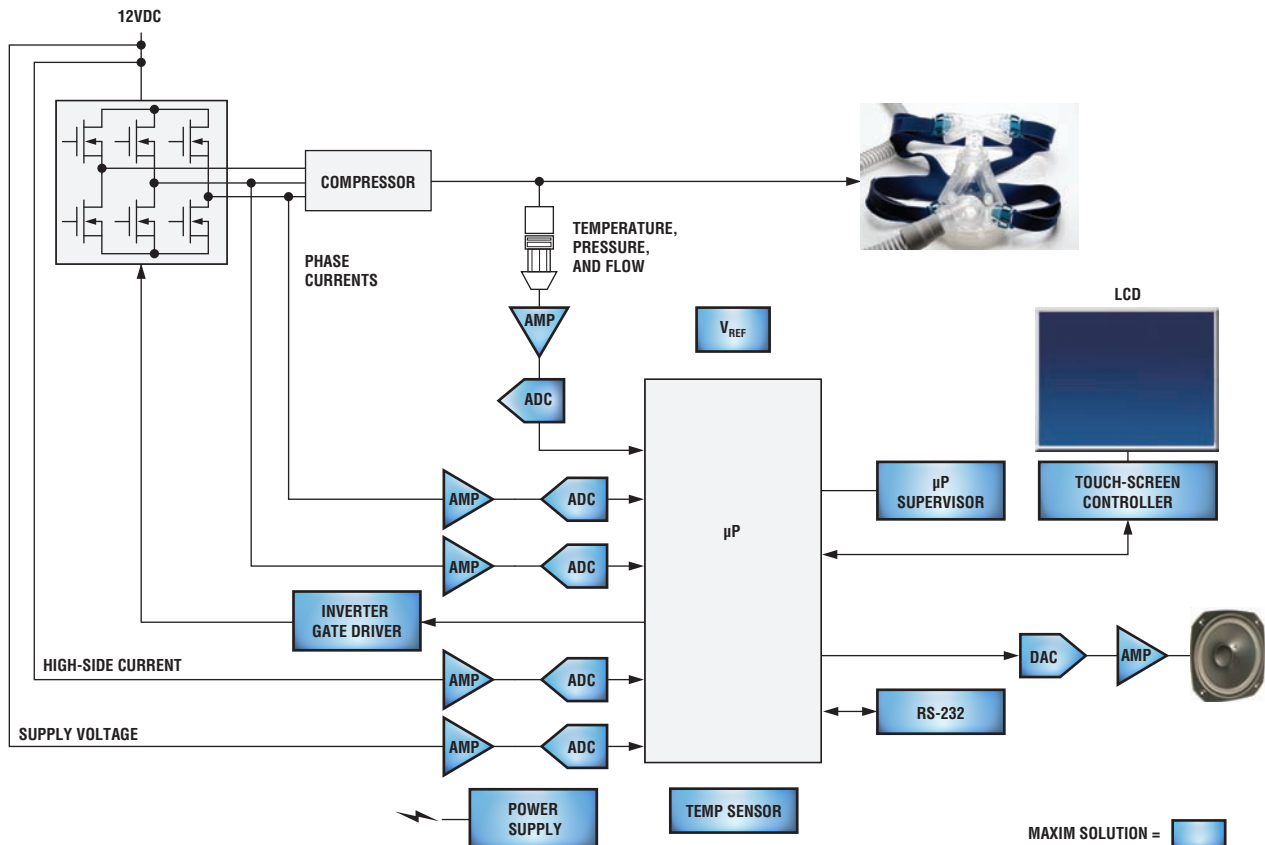 12VDC
COMPRESSOR
TEMPERATURE,
PRESSURE,
AND FLOW
PHASE
CURRENTS
LCD
AMP
VREF
ADC
AMP
ADC
µP
SUPERVISOR
TOUCH-SCREEN
CONTROLLER
µP
AMP
ADC
INVERTER
GATE DRIVER
HIGH-SIDE CURRENT
AMP
ADC
DAC
AMP
RS-232
SUPPLY VOLTAGE
AMP
ADC
POWER
SUPPLY
TEMP SENSOR
MAXIM SOLUTION =